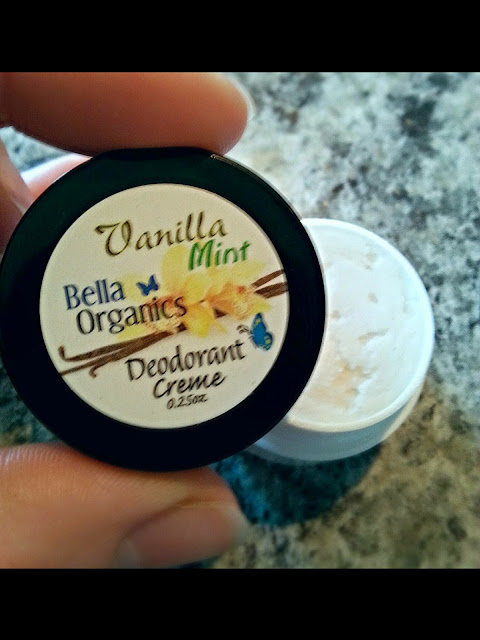 Vanilla
Mint
Bella
Organics
Deodorant
Creme
0.25oz.